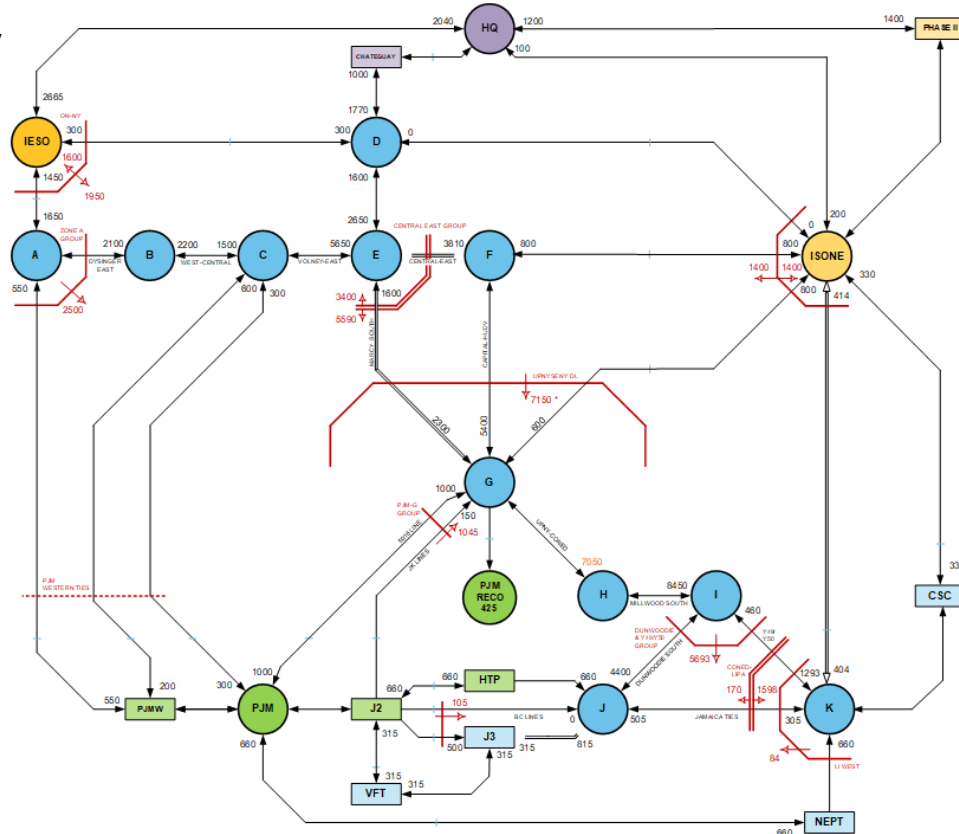 2040
HQ
1200
1400
PHASE II
100
CHATEGUAY
1000
2665
ON-NY
1770
IESO
300
300
D
0
1600
1450
1950
1600
1650
2650
CENTRAL EAST GROUP
0
200
A
ZONE A
GROUP
2100
B
2200
1500
C
5650
E
3810
F
800
800
ISONE
DYSINGER
EAST
WEST-CENTRAL
VOLNEY-EAST
CENTRAL-EAST
550
600
300
1600
1400
1400
800
330
414
2500
3400
5590
MARCY SOUTH
CAPITAL-HUDV
UPNYSENY DL
7150 *
2300
5400
600
G
1000
150
PJM-G
GROUP
1045
5018 LINE
JK LINES
UPNY-CONED
PJM
WESTERN TIES
PJM
RECO
425
7050
H
8450
I
MILLWOOD SOUTH
CSC
460
Y49/
Y50
DUNWOODIE
& Y49/Y50
GROUP
5693
DUNWOODIE SOUTH
CONED-
LIPA
1000
660
HTP
660
4400
170
1598
1293
404
550
200
300
PJMW
PJM
J2
105
BC LINES
0
J
505
JAMAICA TIES
305
K
660
315
500
J3
315
815
84
660
LI WEST
315
315
VFT
NEPT
660